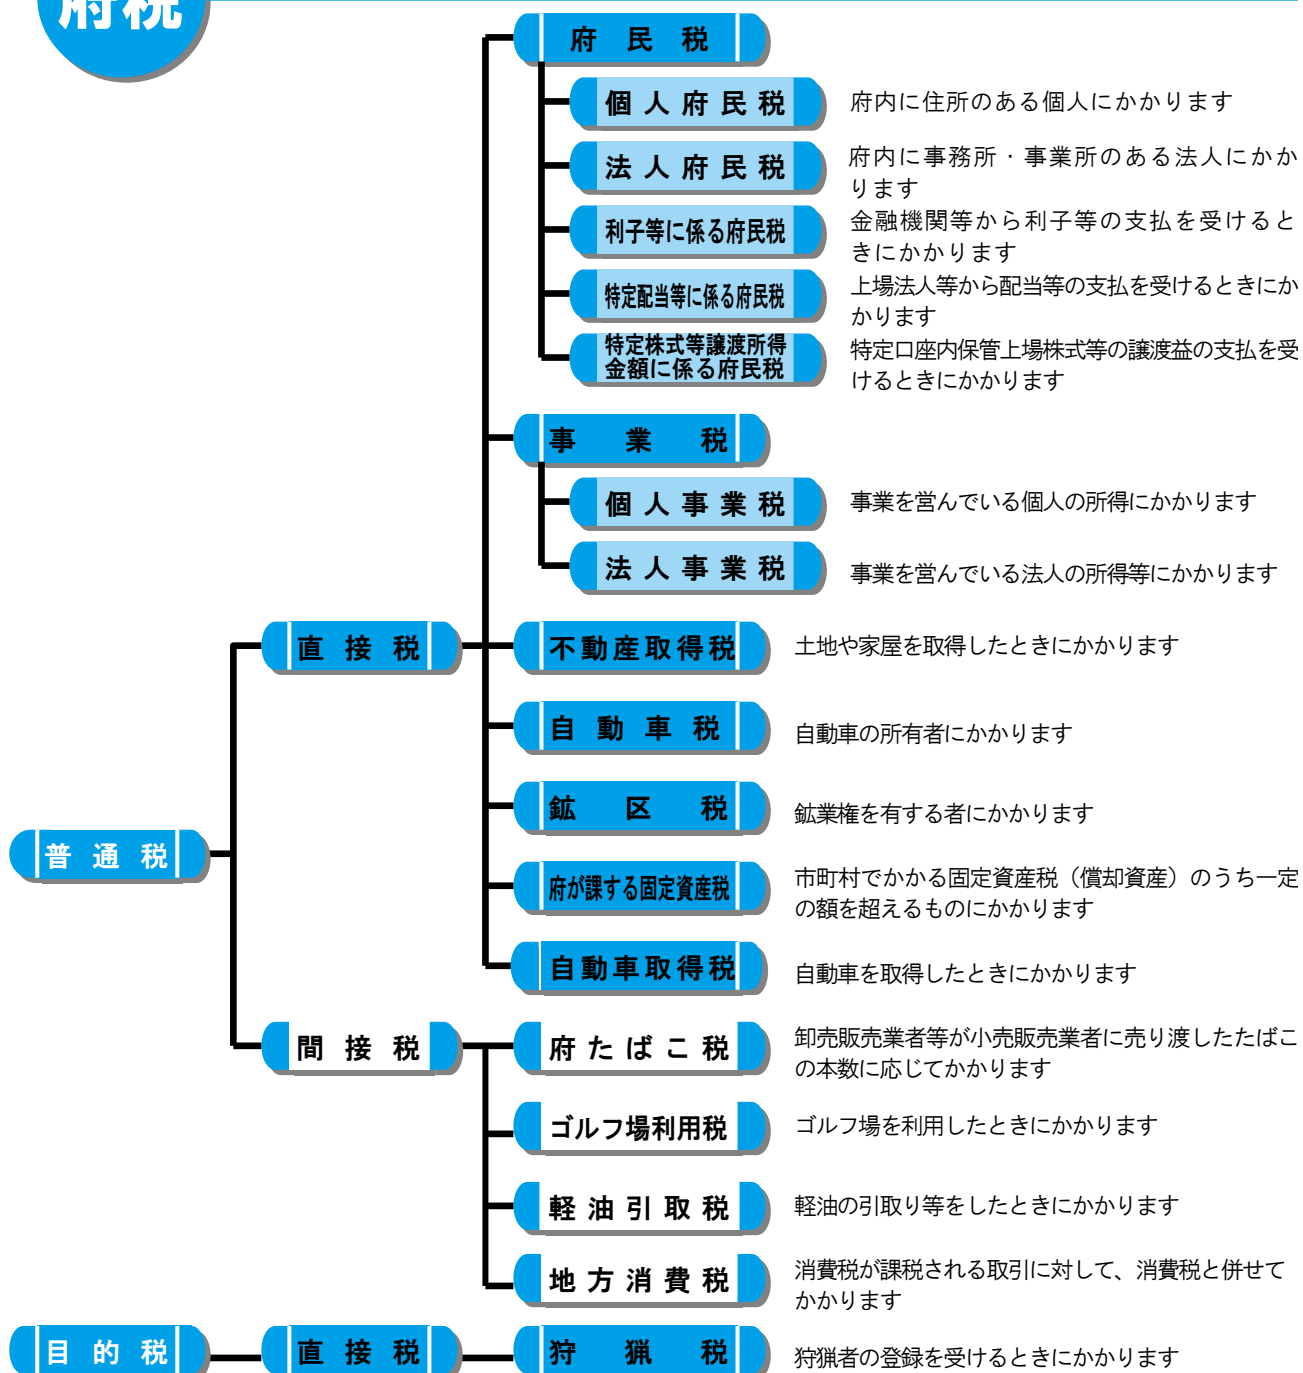 府税
府民税
個人府民税
府内に住所のある個人にかかります
法人府民税
府内に事務所・事業所のある法人にかか
ります
利子等に係る府民税
金融機関等から利子等の支払を受けると
きにかかります
特定配当等に係る府民税
上場法人等から配当等の支払を受けるときにか
かります
特定株式等譲渡所得
金額に係る府民税
特定口座内保管上場株式等の譲渡益の支払を受
けるときにかかります
事業税
個人事業税
事業を営んでいる個人の所得にかかります
法人事業税
事業を営んでいる法人の所得等にかかります
直接税
不動産取得税
土地や家屋を取得したときにかかります
自動車税
自動車の所有者にかかります
鉱区税
鉱業権を有する者にかかります
普通税
府が課する固定資産税
市町村でかかる固定資産税（償却資産）のうち一定
の額を超えるものにかかります
自動車取得税
自動車を取得したときにかかります
間接税
府たばこ税
卸売販売業者等が小売販売業者に売り渡したたばこ
の本数に応じてかかります
ゴルフ場利用税
ゴルフ場を利用したときにかかります
軽油引取税
軽油の引取り等をしたときにかかります
地方消費税
消費税が課税される取引に対して、消費税と併せて
かかります
目的税
直接税
狩猟税
狩猟者の登録を受けるときにかかります